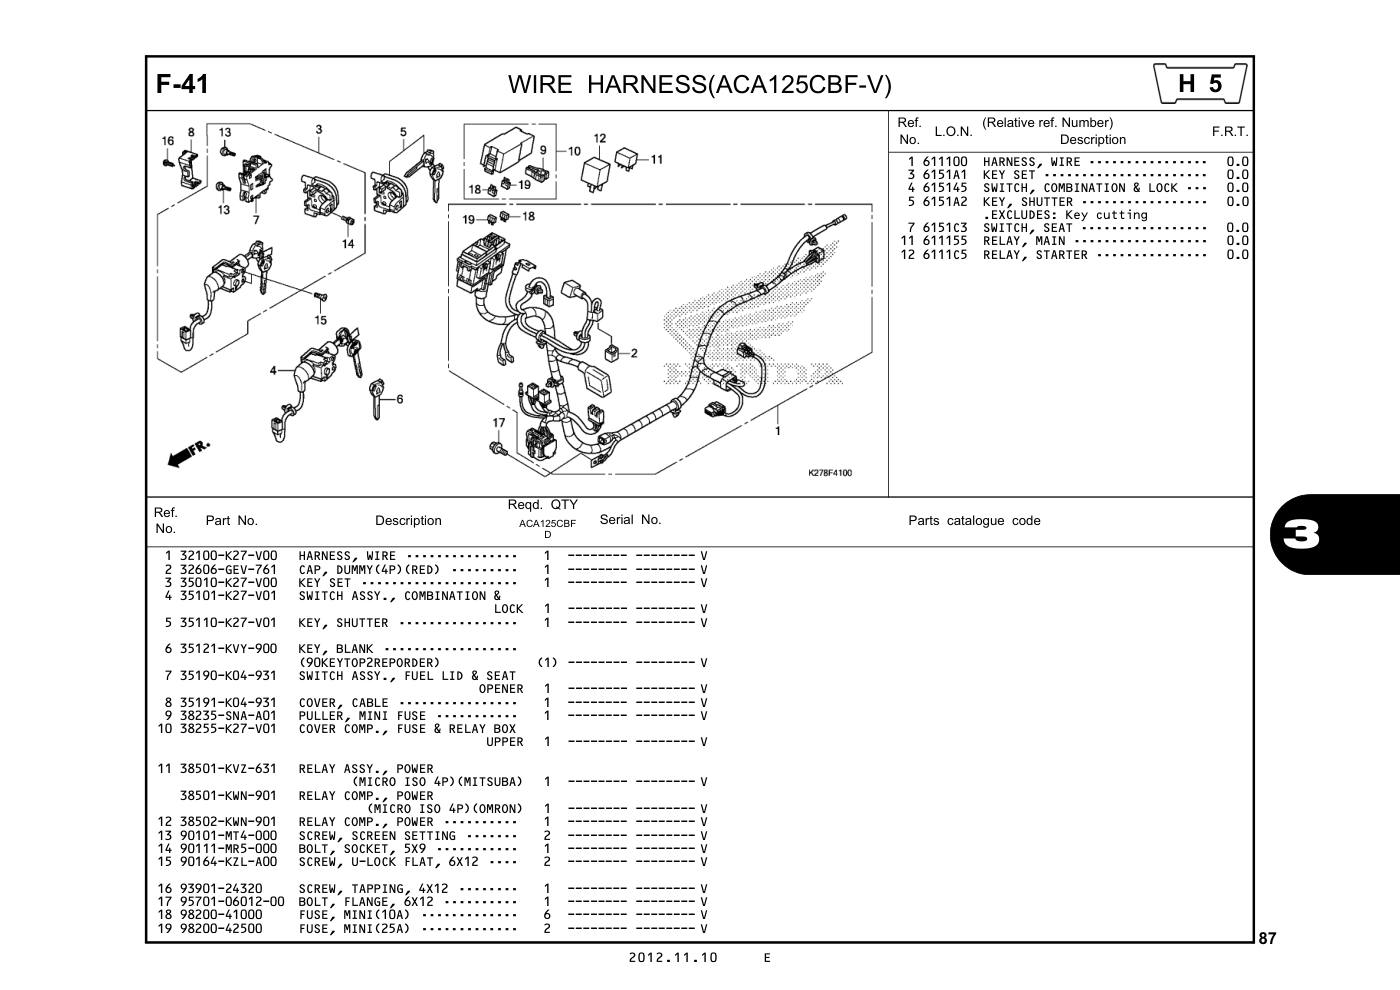 F-41
WIRE HARNESS(ACA125CBF-V)
H 5
16
8
13
3
5
9
10
12
11
18
19
13
7
14
19
18
15
2
4
6
17
1
HONDA
FR.
K27BF4100
Ref. No. L.O.N. (Relative ref. Number) Description F.R.T.
1 6111OO HARNESS, WIRE ················ 0.0
3 6151A1 KEY SET ······················· 0.0
4 615145 SWITCH, COMBINATION & LOCK ··· 0.0
5 6151A2 KEY, SHUTTER ·················· 0.0
.EXCLUDES: Key cutting
7 6151C3 SWITCH, SEAT ·················· 0.0
11 611155 RELAY, MAIN ·················· 0.0
12 6111C5 RELAY, STARTER ··············· 0.0
Ref. No. Part No. Description Reqd. QTY ACA125CBF D Serial No. Parts catalogue code
1 32100-K27-V00 HARNESS, WIRE ··············· 1 -------- -------- V
2 32606-GEV-761 CAP, DUMMY(4P)(RED) ········· 1 -------- -------- V
3 35010-K27-V00 KEY SET ····················· 1 -------- -------- V
4 35101-K27-V01 SWITCH ASSY., COMBINATION &
LOCK 1 -------- -------- V
5 35110-K27-V01 KEY, SHUTTER ················ 1 -------- -------- V
6 35121-KVY-900 KEY, BLANK ··················
(90KEYTOP2REPORDER) (1) -------- -------- V
7 35190-K04-931 SWITCH ASSY., FUEL LID & SEAT
OPENER 1 -------- -------- V
8 35191-K04-931 COVER, CABLE ················ 1 -------- -------- V
9 38235-SNA-A01 PULLER, MINI FUSE ··········· 1 -------- -------- V
10 38255-K27-V01 COVER COMP., FUSE & RELAY BOX
UPPER 1 -------- -------- V
11 38501-KVZ-631 RELAY ASSY., POWER
(MICRO ISO 4P)(MITSUBA) 1 -------- -------- V
38501-KWN-901 RELAY COMP., POWER
(MICRO ISO 4P)(OMRON) 1 -------- -------- V
12 38502-KWN-901 RELAY COMP., POWER ·········· 1 -------- -------- V
13 90101-MT4-000 SCREW, SCREEN SETTING ······· 2 -------- -------- V
14 90111-MR5-000 BOLT, SOCKET, 5X9 ··········· 1 -------- -------- V
15 90164-KZL-A00 SCREW, U-LOCK FLAT, 6X12 ···· 2 -------- -------- V
16 93901-24320 SCREW, TAPPING, 4X12 ········ 1 -------- -------- V
17 95701-06012-00 BOLT, FLANGE, 6X12 ·········· 1 -------- -------- V
18 98200-41000 FUSE, MINI(10A) ············· 6 -------- -------- V
19 98200-42500 FUSE, MINI(25A) ············· 2 -------- -------- V
3
87
2012.11.10 E